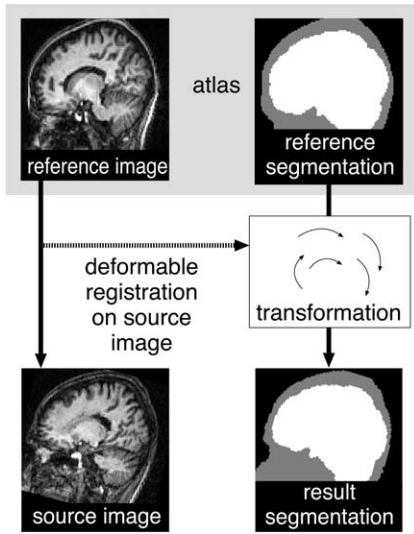 atlas
reference image
reference
segmentation
deformable
registration
on source
image
transformation
source image
result
segmentation